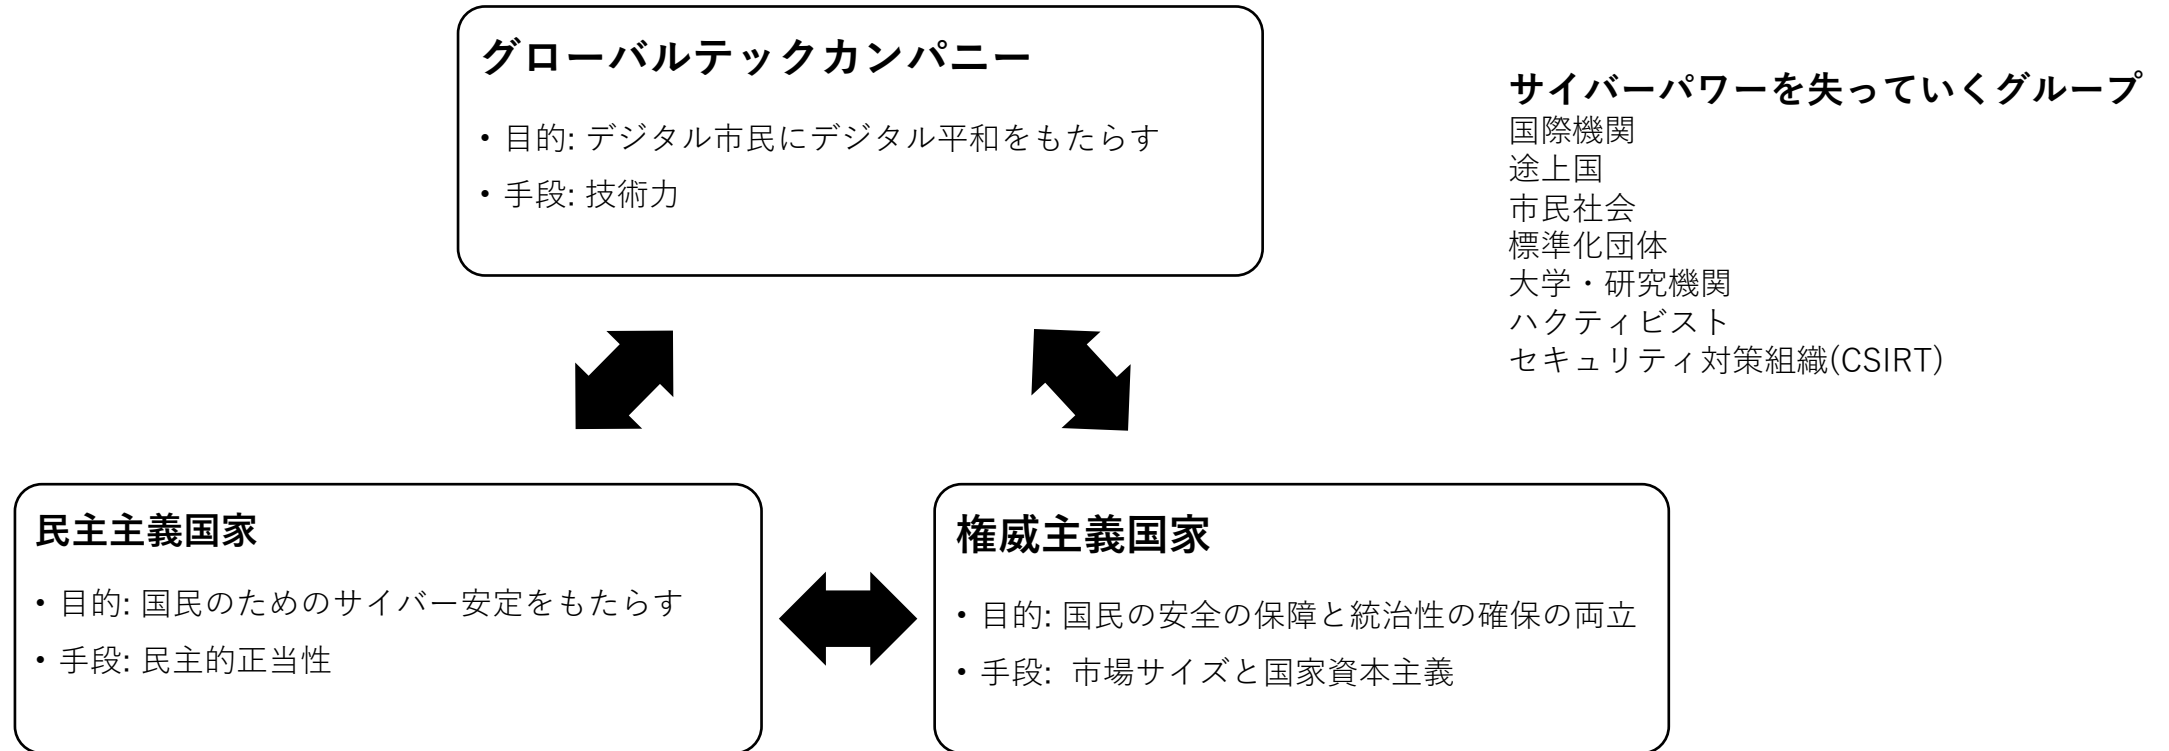 グローバルテックカンパニー
• 目的: デジタル市民にデジタル平和をもたらす
• 手段: 技術力
サイバーパワーを失っていくグループ
国際機関
途上国
市民社会
標準化団体
大学・研究機関
ハクティビスト
セキュリティ対策組織(CSIRT)
民主主義国家
• 目的: 国民のためのサイバー安定をもたらす
• 手段: 民主的正当性
権威主義国家
• 目的: 国民の安全の保障と統治性の確保の両立
• 手段: 市場サイズと国家資本主義